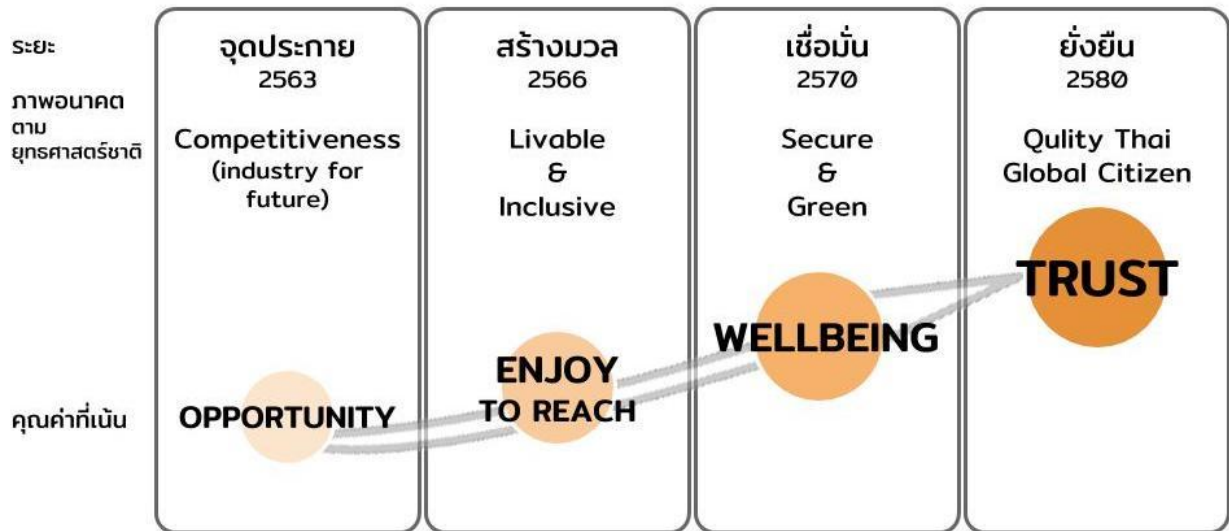 ระยะ
จุดประกาย
2563
สร้างมวล
2566
เชื่อมั่น
2570
ยั่งยืน
2580
ภาพอนาคต
ตาม
ยุทธศาสตร์ชาติ
Competitiveness
(industry for
future)
Livable
&
Inclusive
Secure
&
Green
Qulity Thai
Global Citizen
คุณค่าที่เน้น
OPPORTUNITY
ENJOY
TO REACH
WELLBEING
TRUST